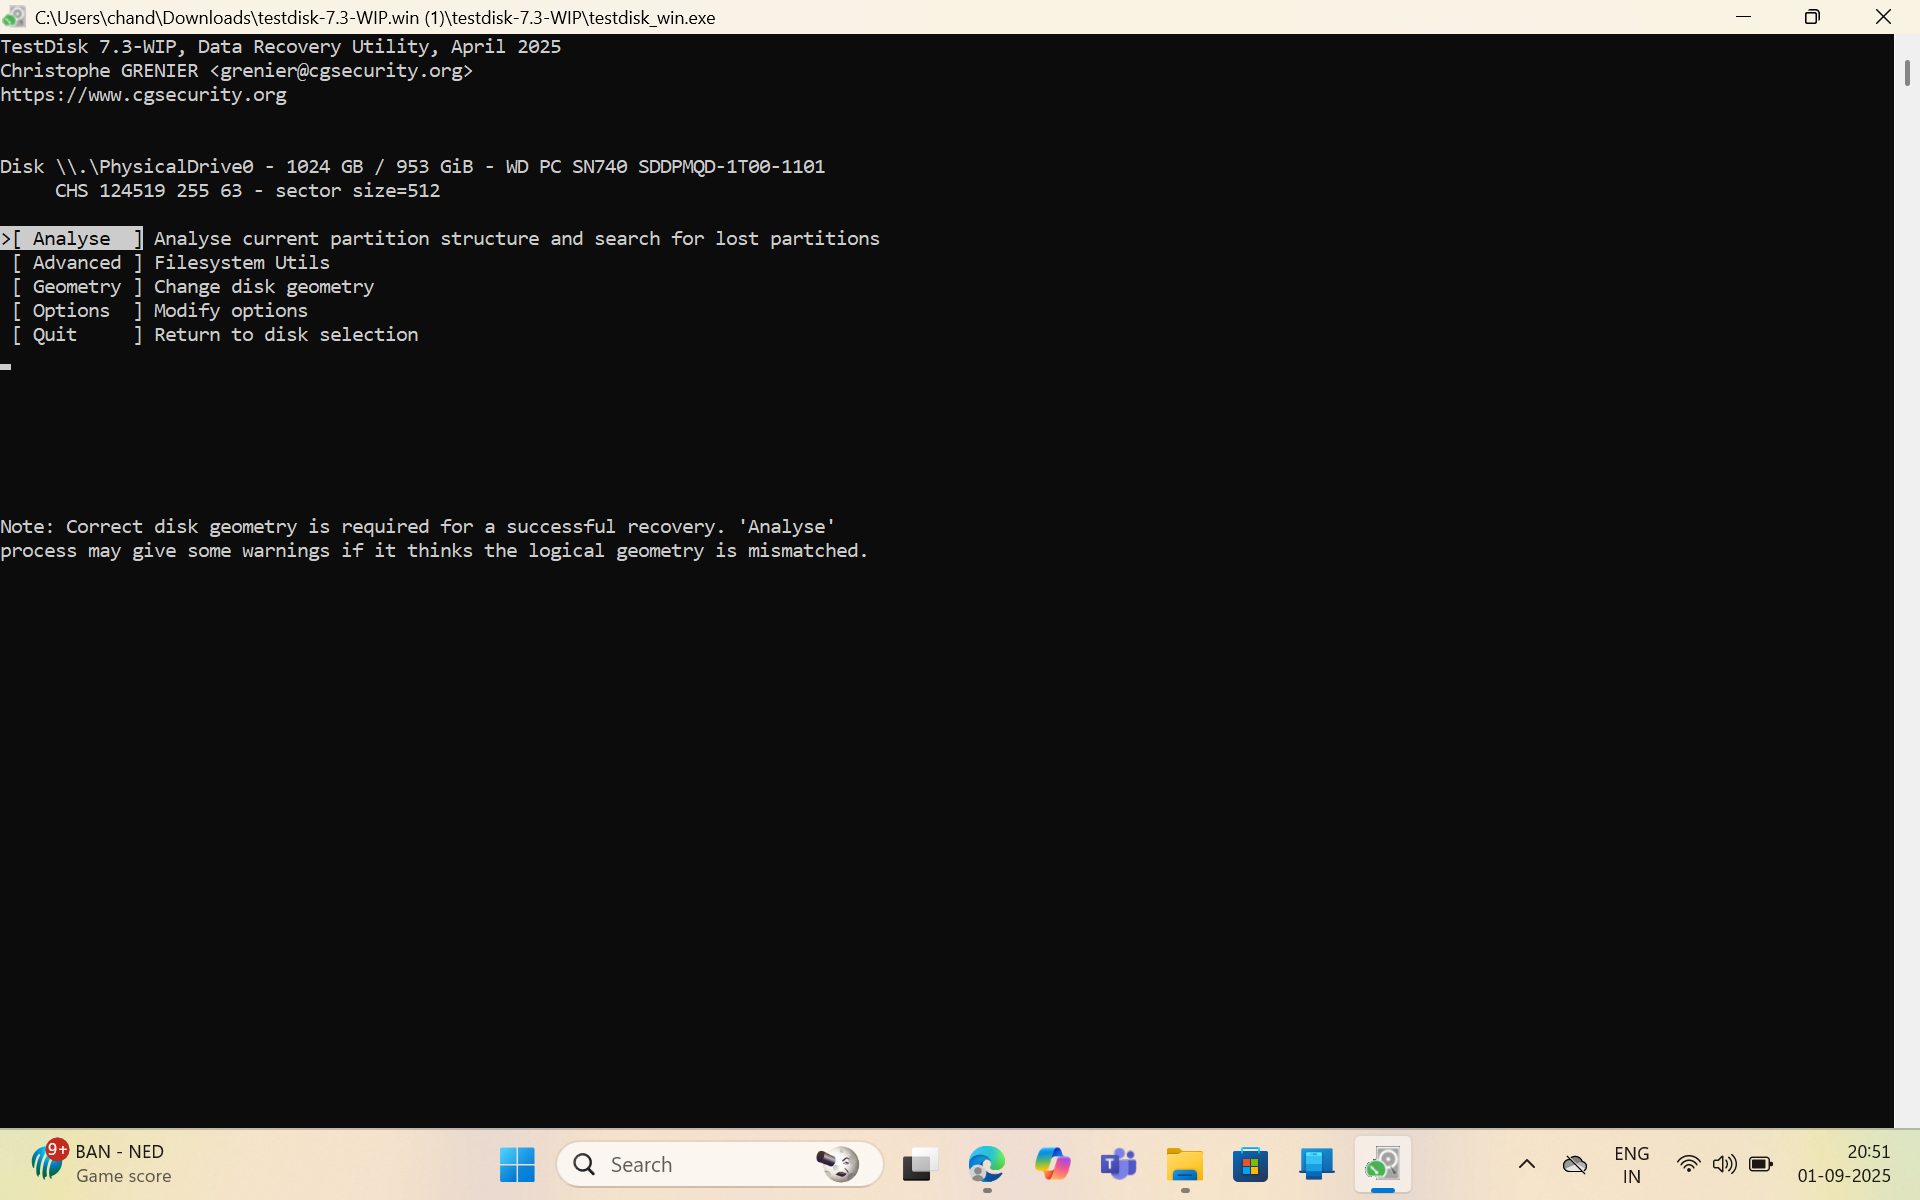 C:\Users\chand\Downloads\testdisk-7.3-WIP.win (1)\testdisk-7.3-WIP\testdisk_win.exe
TestDisk 7.3-WIP, Data Recovery Utility, April 2025
Christophe GRENIER <grenier@cgsecurity.org>
https://www.cgsecurity.org
Disk \\.\PhysicalDrive0 - 1024 GB / 953 GiB - WD PC SN740 SDDPMQD-1T00-1101
CHS 124519 255 63 - sector size=512
>[ Analyse  ] Analyse current partition structure and search for lost partitions
[ Advanced ] Filesystem Utils
[ Geometry ] Change disk geometry
[ Options  ] Modify options
[ Quit     ] Return to disk selection
Note: Correct disk geometry is required for a successful recovery. 'Analyse'
process may give some warnings if it thinks the logical geometry is mismatched.
9+
BAN - NED
Game score
Search
ENG
IN
20:51
01-09-2025